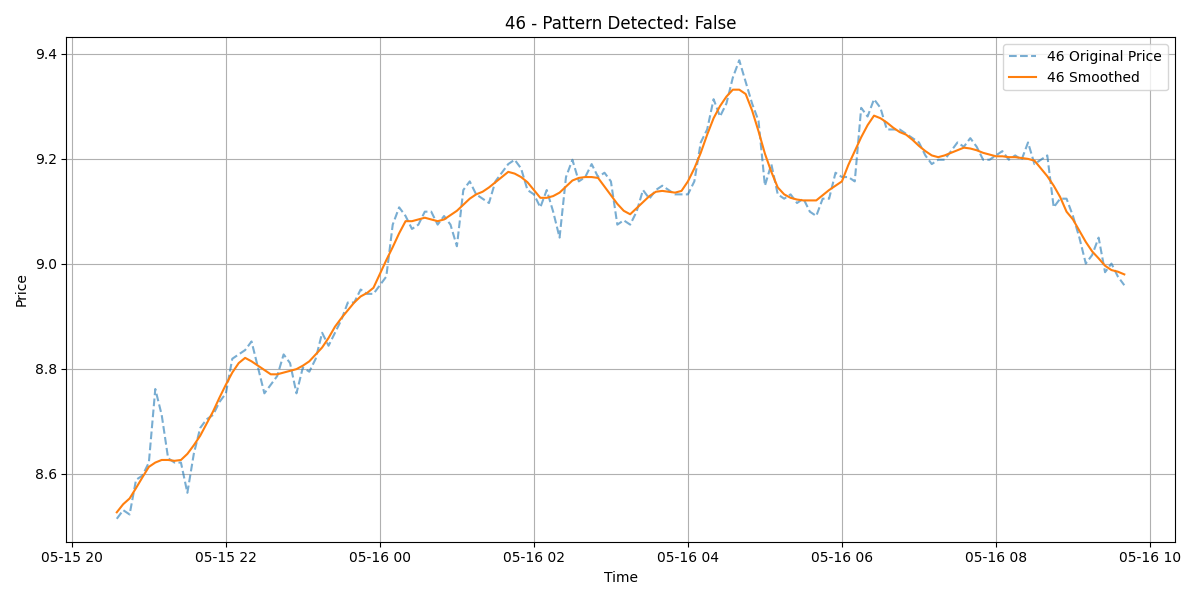 46 - Pattern Detected: False
46 Original Price
46 Smoothed
Price
9.4
9.2
9.0
8.8
8.6
05-15 20
05-15 22
05-16 00
05-16 02
05-16 04
05-16 06
05-16 08
05-16 10
Time